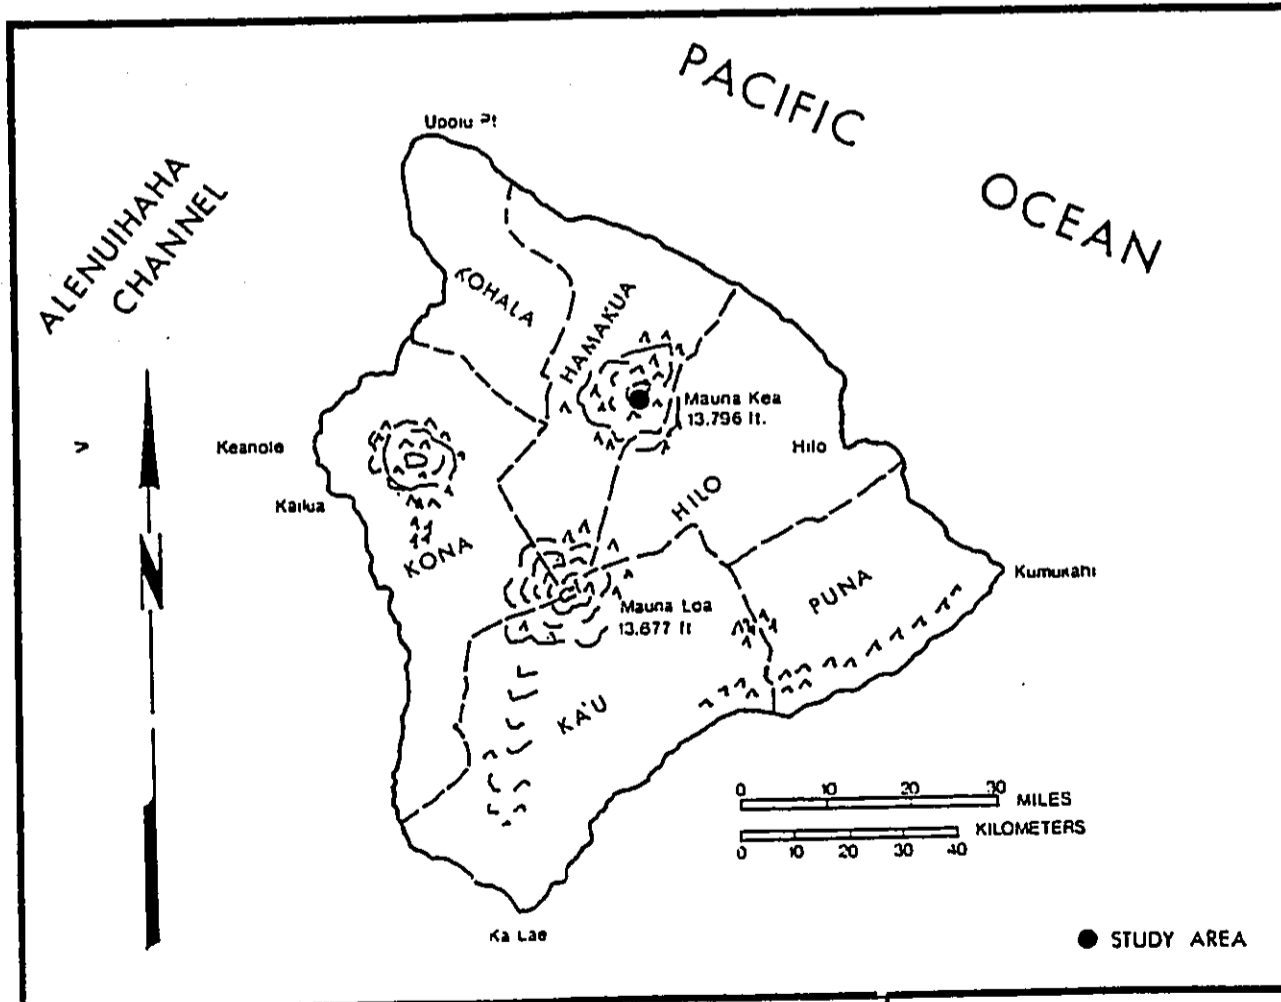 PACIFIC
OCEAN
ALENUIHAHA
CHANNEL
Upolu Pt
KOHALA
HAMAKUA
Mauna Kea
13.796 ft.
Keahole
Hilo
Kailua
HILO
KONA
N
Kumukahi
PUNA
Mauna Loa
13.677 ft
KA'U
0 10 20 30
MILES
KILOMETERS
0 10 20 30 40
Ka Lae
STUDY AREA